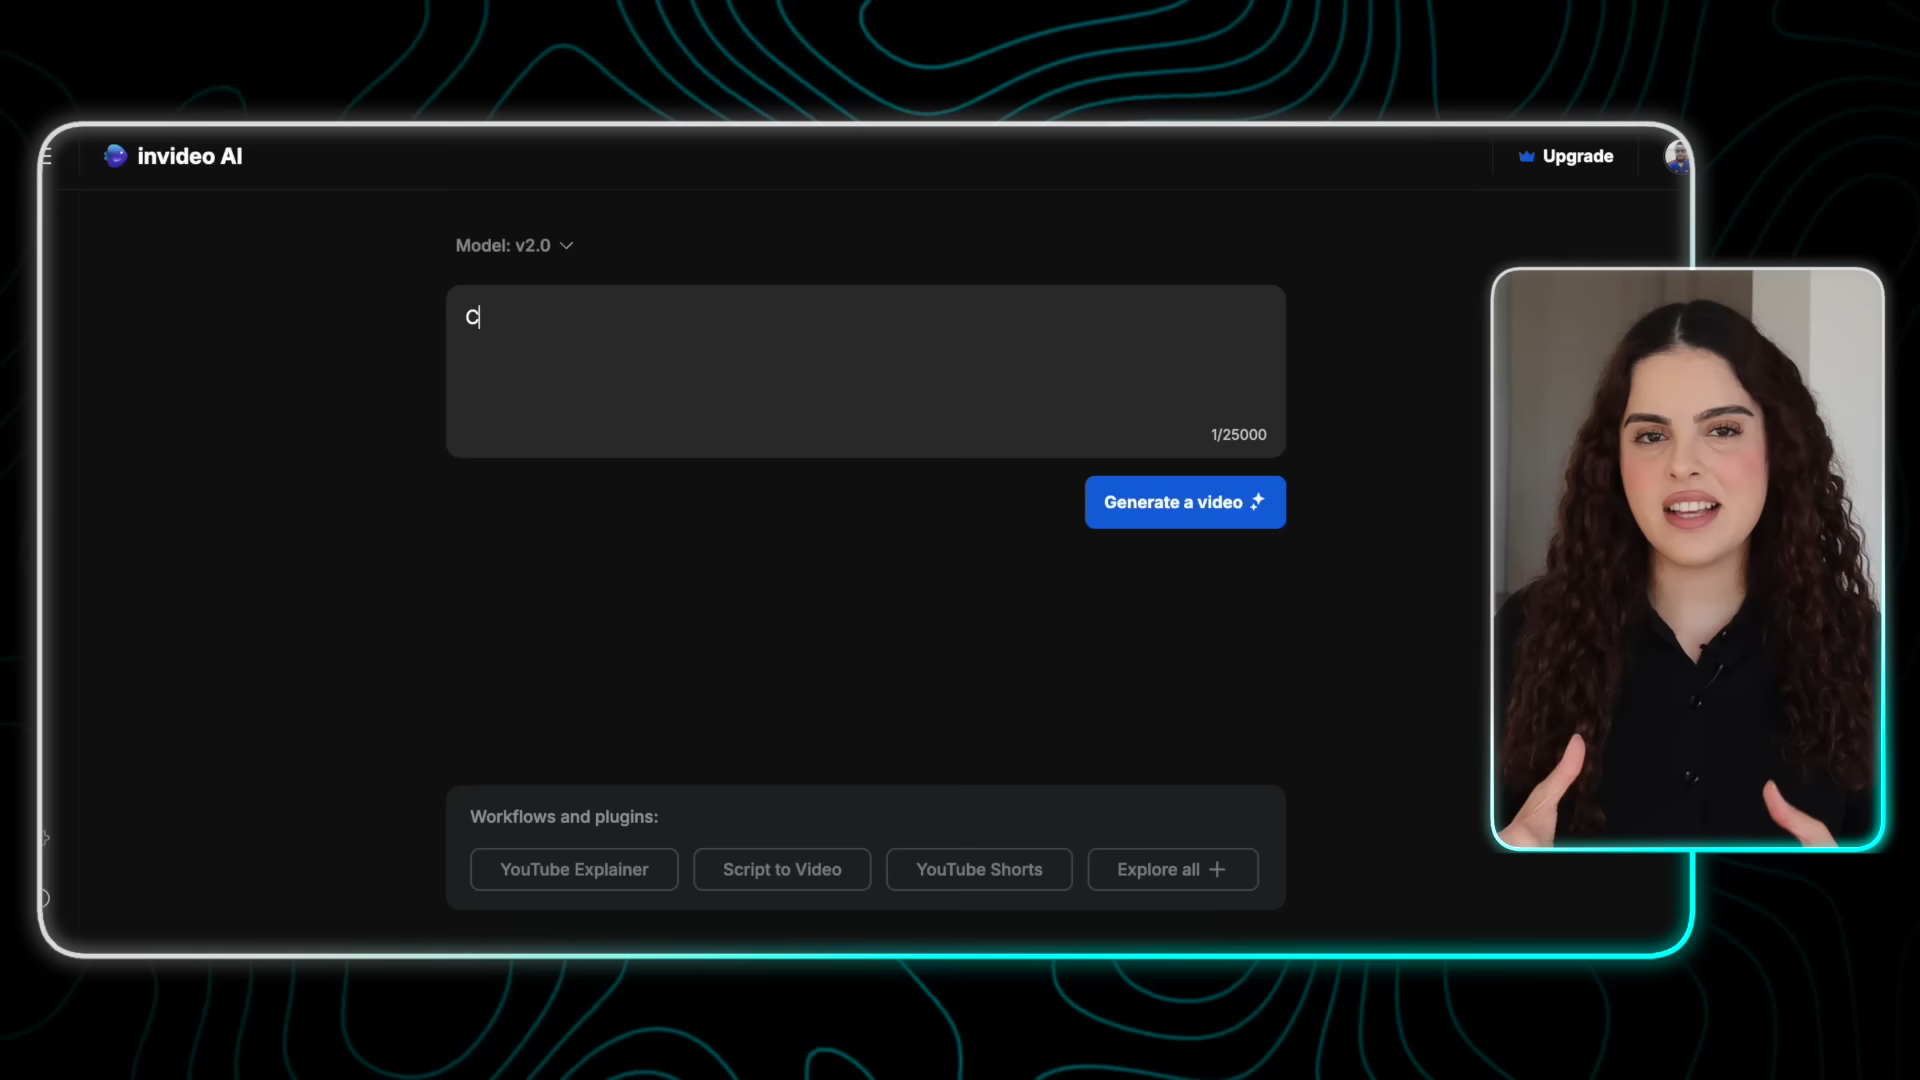 invideo AI
Upgrade
Model: v2.0
C
1/25000
Generate a video
Workflows and plugins:
YouTube Explainer
Script to Video
YouTube Shorts
Explore all +